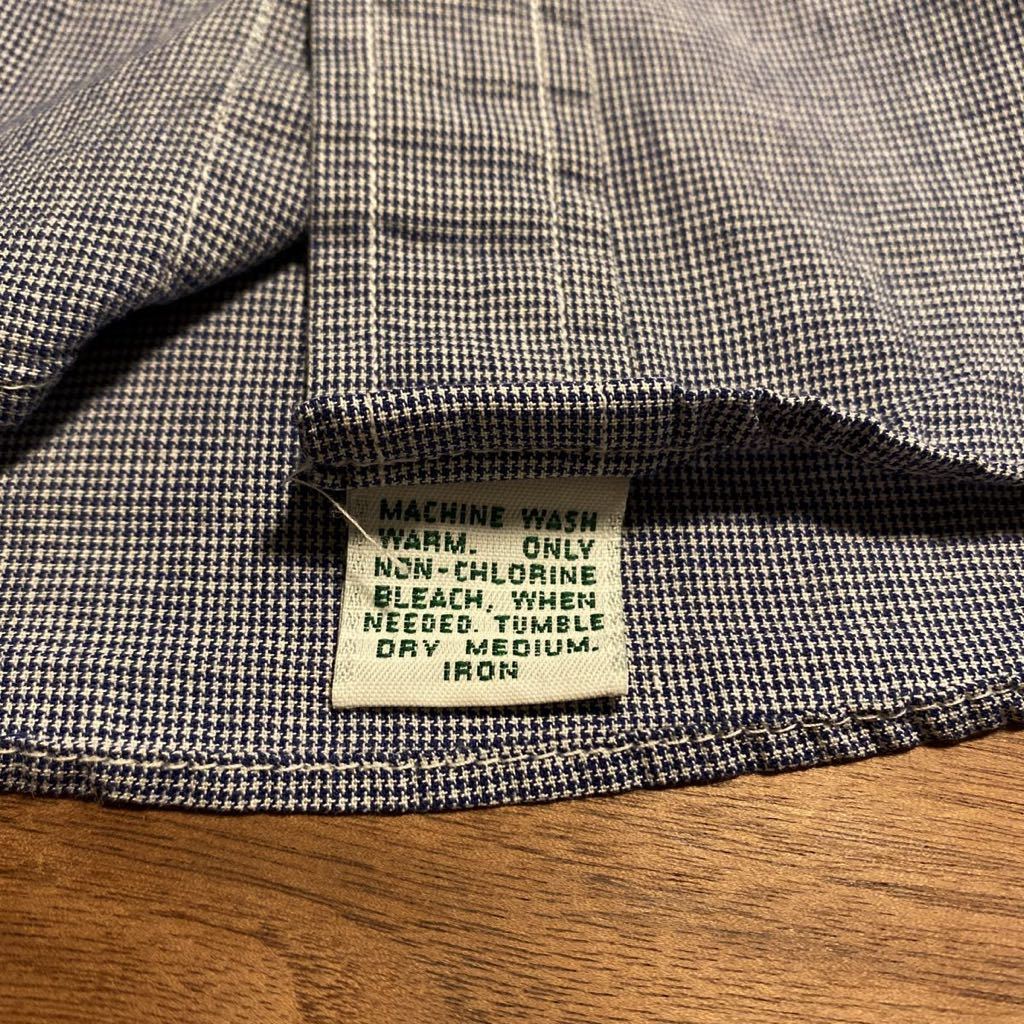 MACHINE WASH
WARM. ONLY
NON-CHLORINE
BLEACH, WHEN
NEEDED. TUMBLE
DRY MEDIUM.
IRON